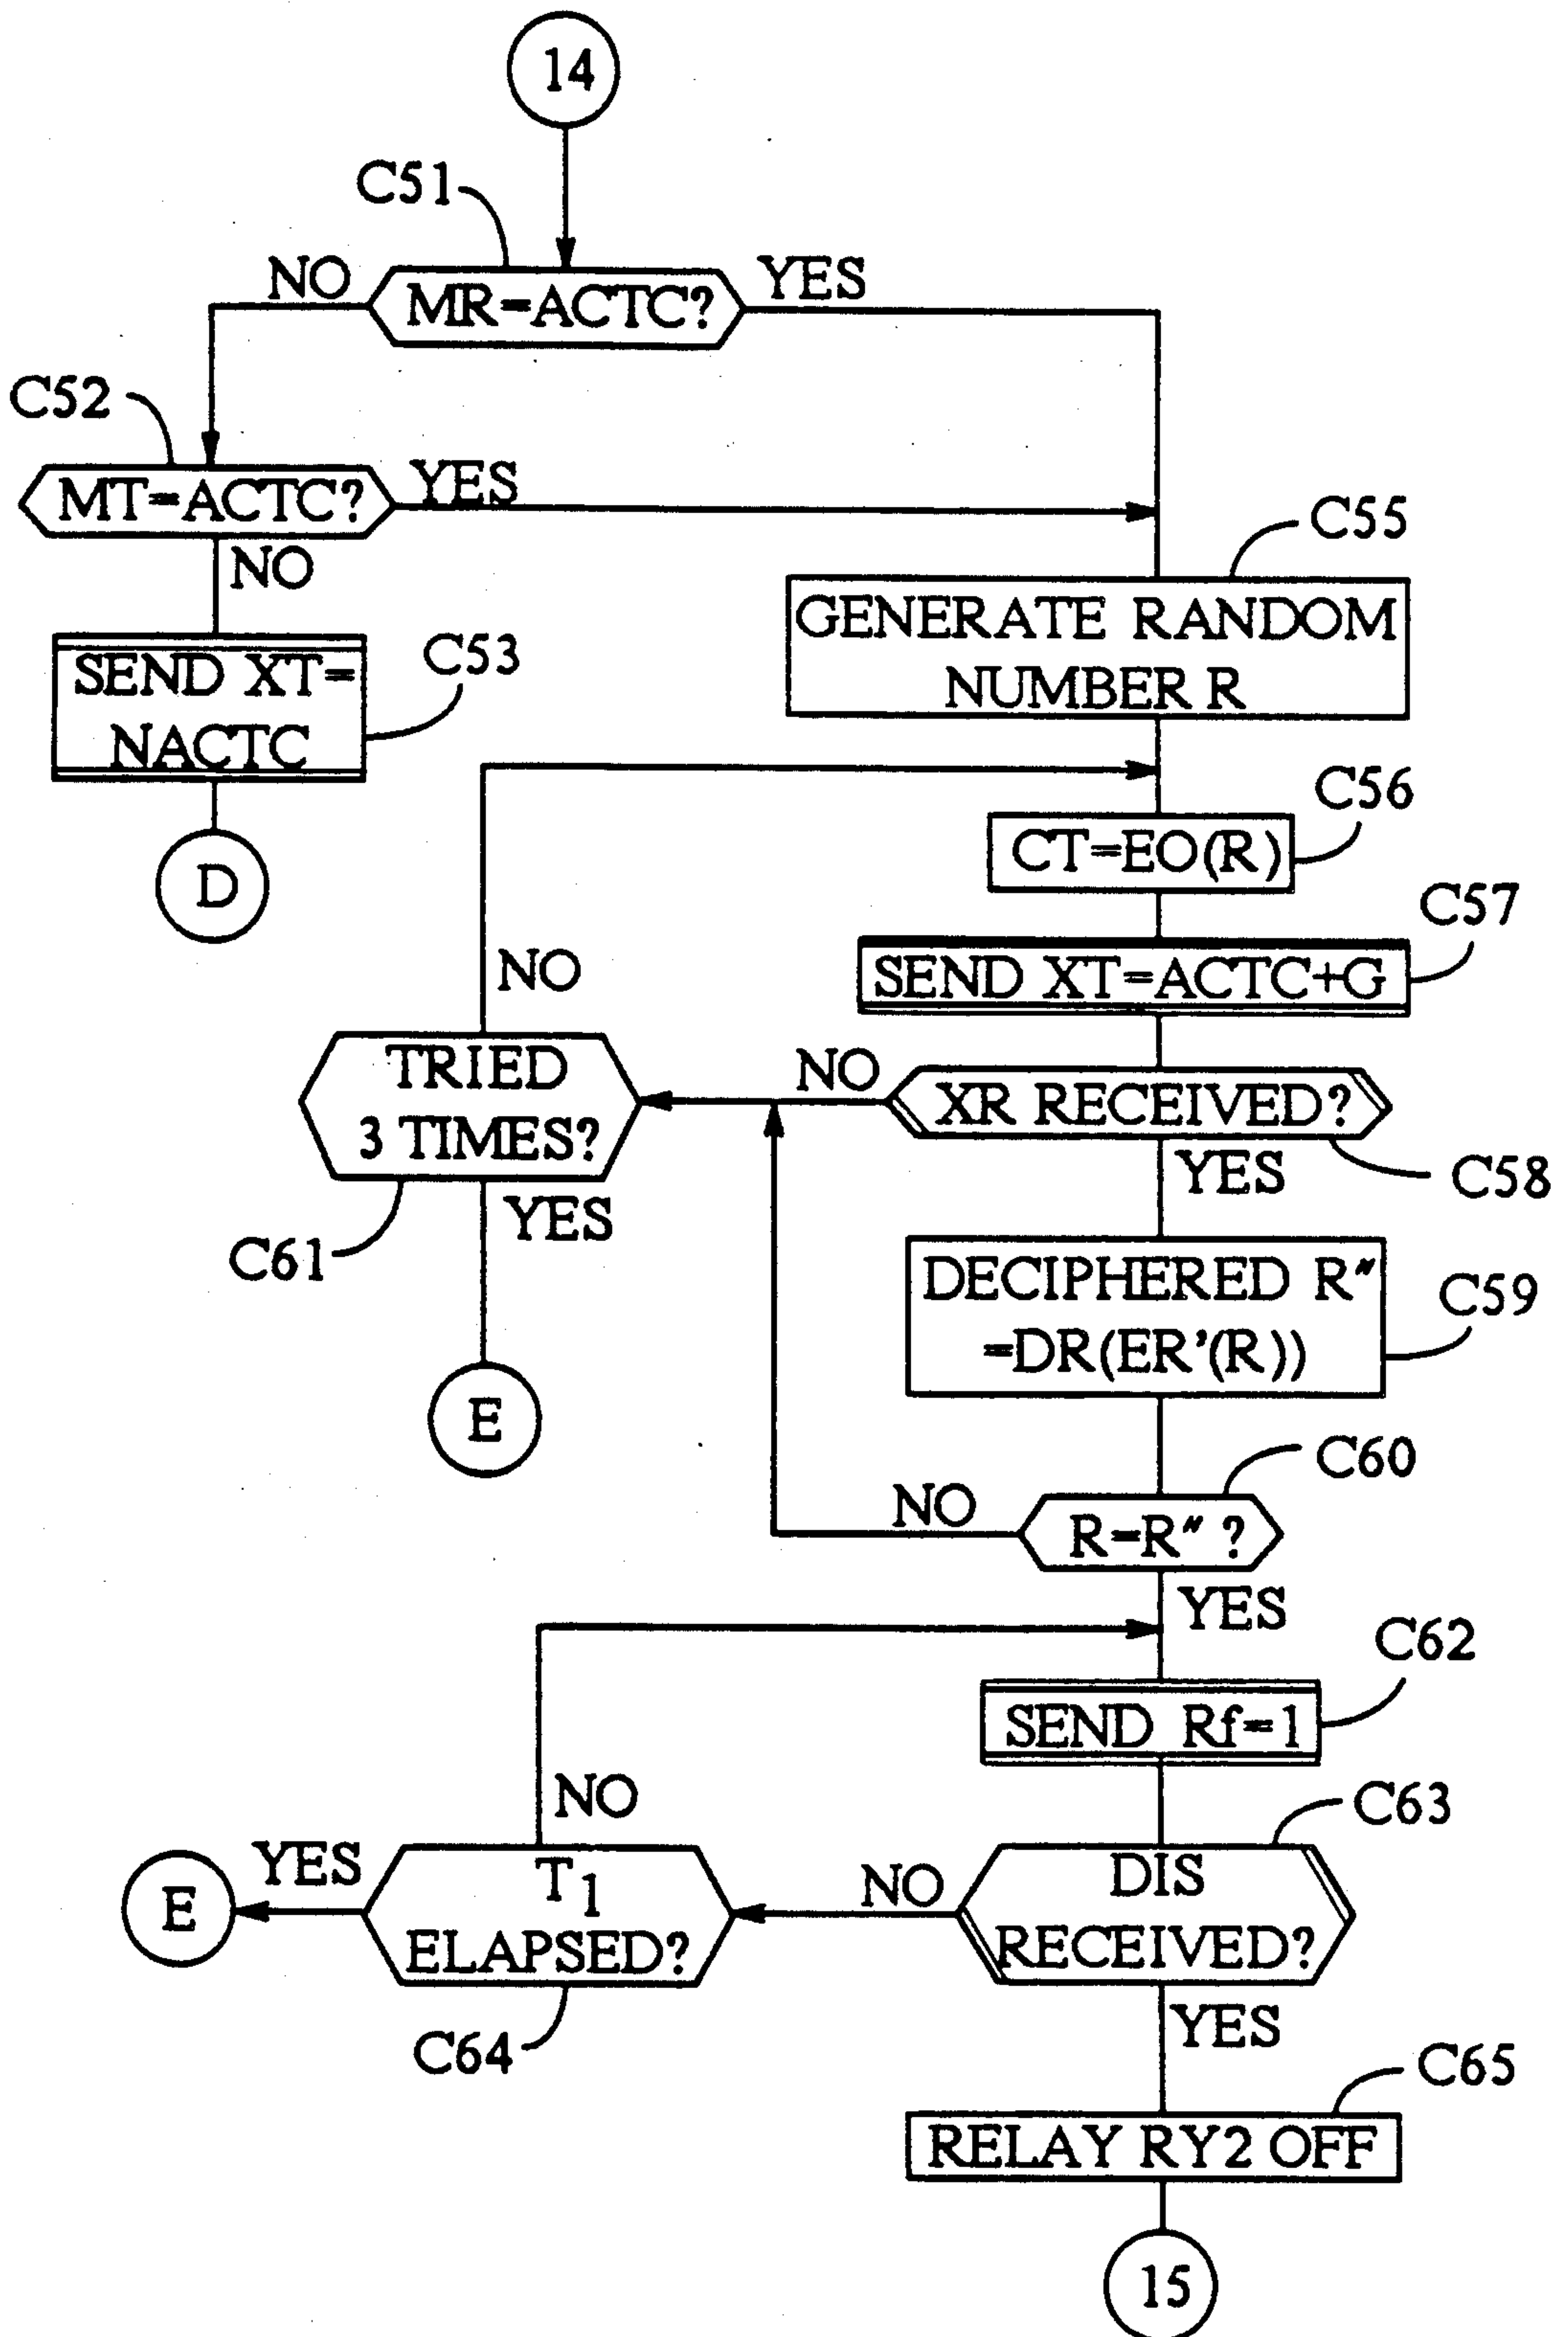 14
C51
NO
MR=ACTC?
YES
C52
MT=ACTC?
YES
NO
C55
GENERATE RANDOM
NUMBER R
SEND XT=
NACTC
C53
D
C56
CT=EO(R)
C57
SEND XT=ACTC+G
NO
TRIED
3 TIMES?
NO
XR RECEIVED?
C58
YES
C61
YES
E
DECIPHERED R″
=DR(ER’(R))
C59
C60
NO
R=R″ ?
YES
C62
SEND Rf=1
NO
C63
E
YES
T1
ELAPSED?
NO
DIS
RECEIVED?
C64
YES
C65
RELAY RY2 OFF
15